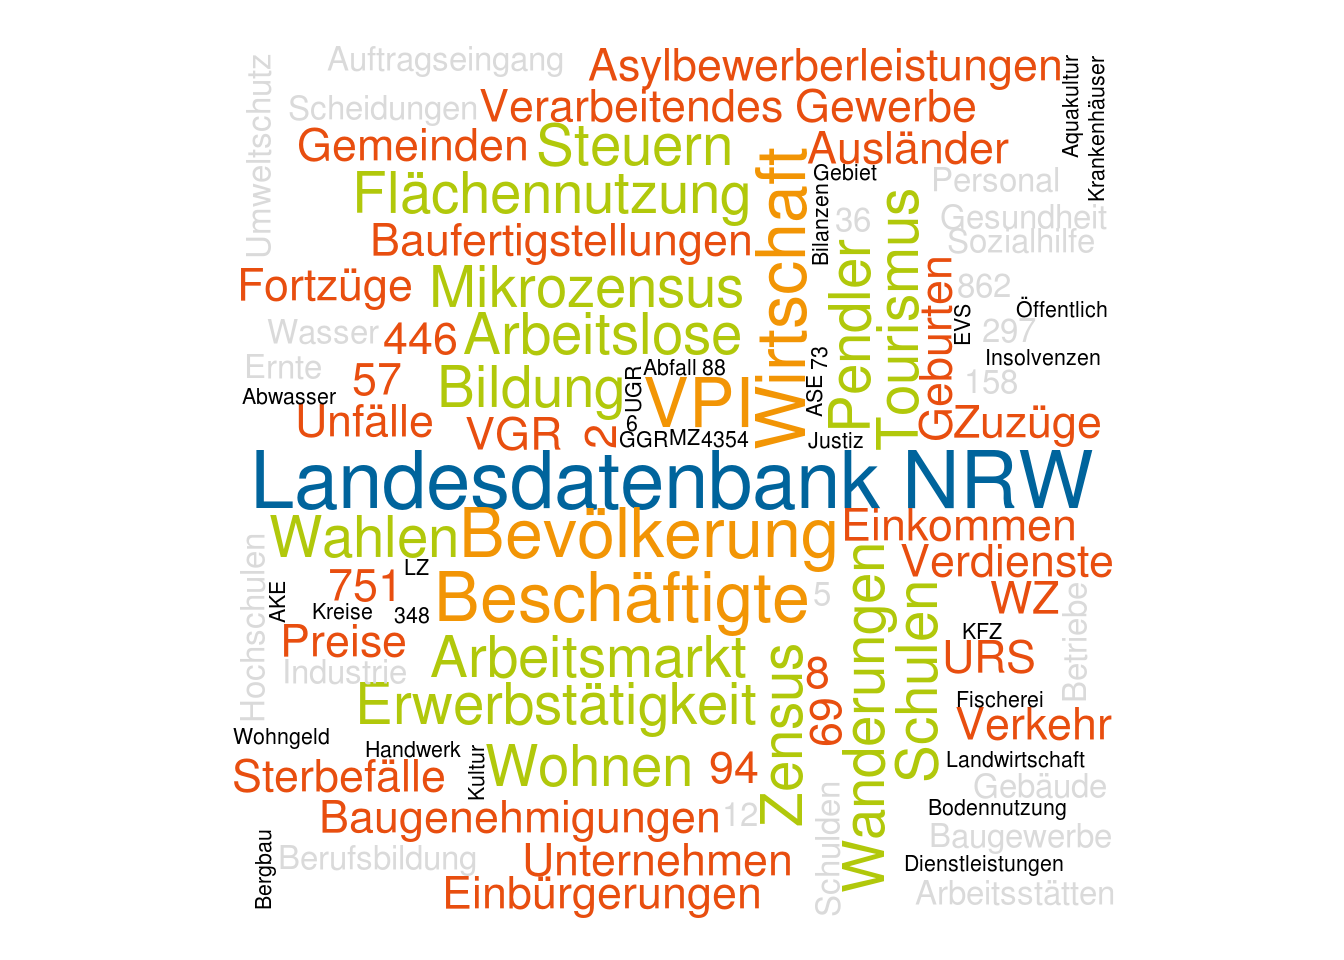 Auftragseingang
Asylbewerberleistungen
Umweltschutz
Aquakultur
Krankenhäuser
Scheidungen
Verarbeitendes Gewerbe
Gemeinden
Steuern
Ausländer
Wirtschaft
Gebiet
Personal
Flächennutzung
Bilanzen
36
Tourismus
Gesundheit
Baufertigstellungen
Pendler
Sozialhilfe
Fortzüge
Mikrozensus
Geburten
862
EVS
Öffentlich
Wasser
446
Arbeitslose
297
Ernte
57
Bildung
UGR
Abfall 88
ASE 73
Insolvenzen
Abwasser
VPI
158
Unfälle
VGR
2
6
GGR
MZ
4354
Justiz
Zuzüge
Landesdatenbank NRW
Wahlen
Bevölkerung
Einkommen
Hochschulen
Verdienste
LZ
AKE
751
Beschäftigte
5
Wanderungen
Schulen
WZ
Betriebe
Kreise
348
KFZ
Preise
Arbeitsmarkt
Zensus
8
URS
Industrie
Erwerbstätigkeit
69
Fischerei
Verkehr
Wohngeld
Handwerk
Kultur
Wohnen
94
Landwirtschaft
Sterbefälle
Gebäude
Baugenehmigungen
12
Schulden
Bodennutzung
Bergbau
Baugewerbe
Berufsbildung
Unternehmen
Dienstleistungen
Einbürgerungen
Arbeitsstätten